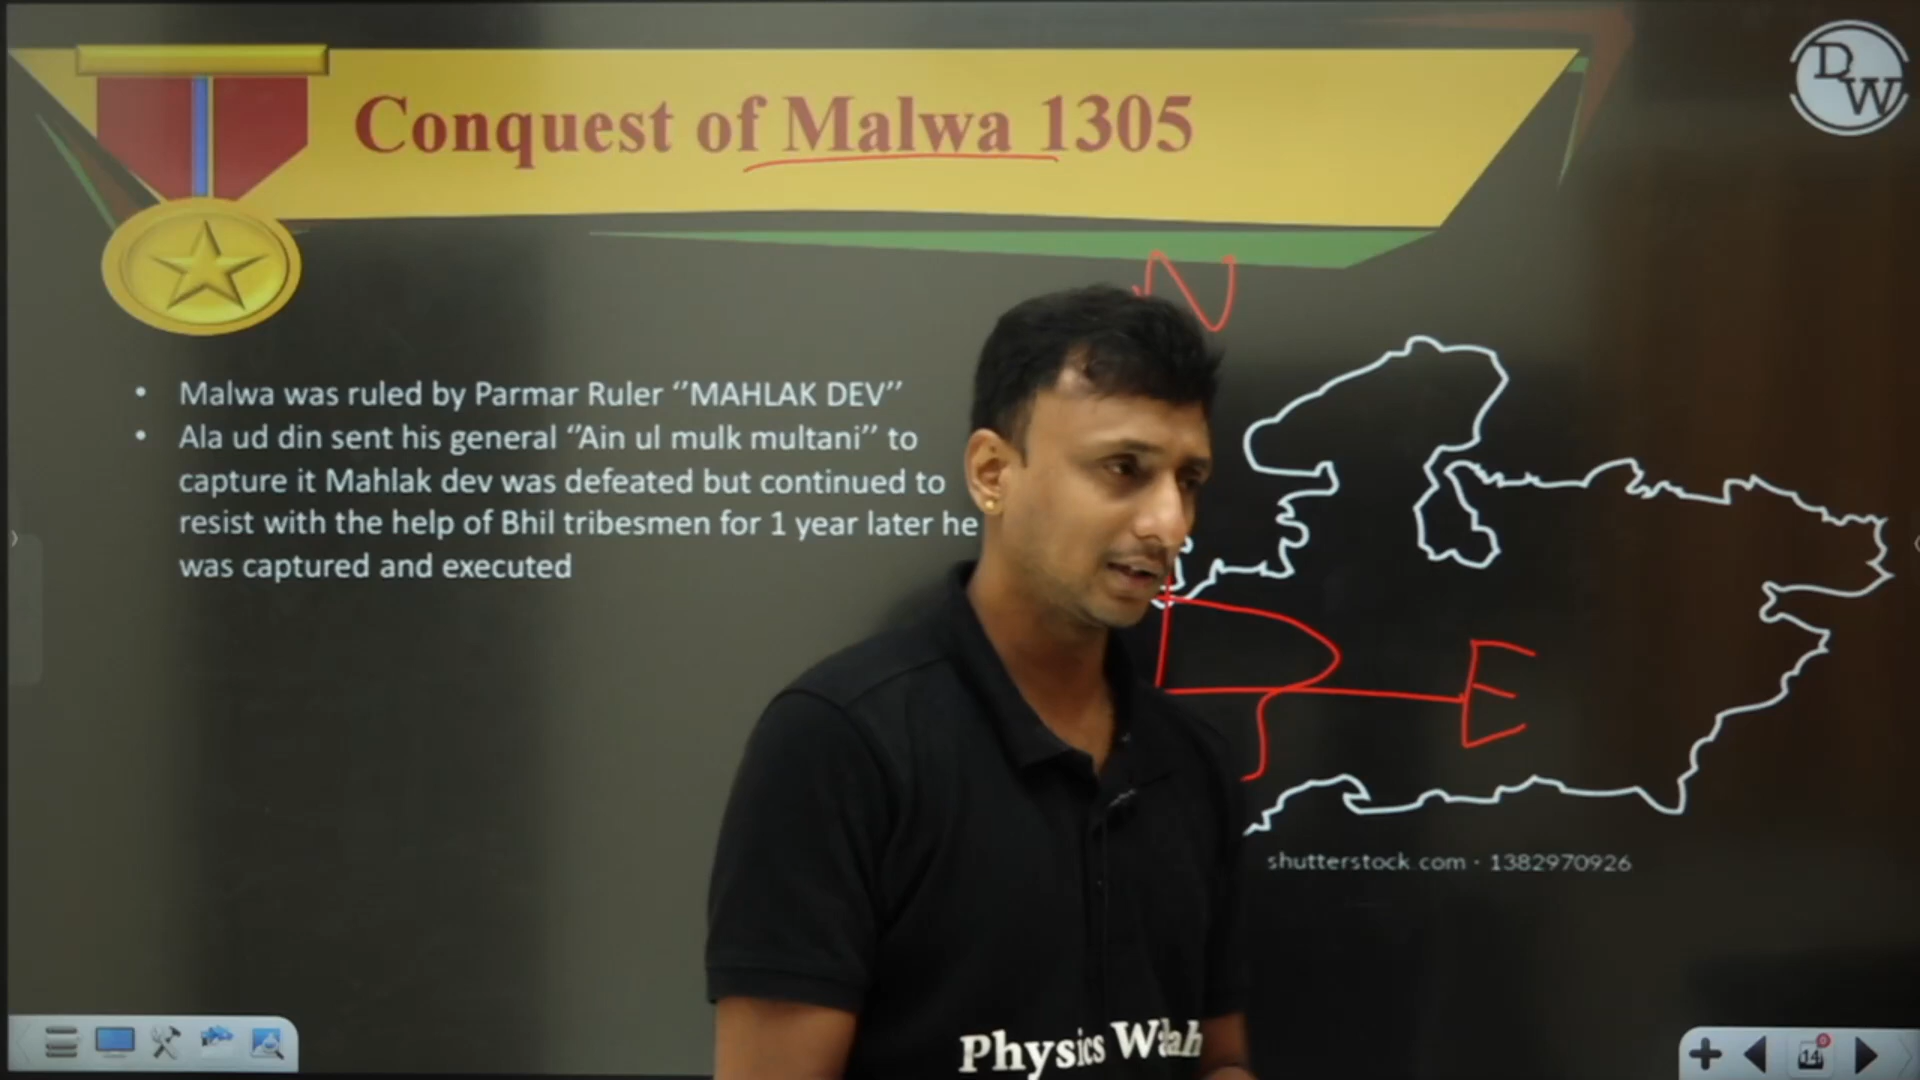 DW
Conquest of Malwa 1305
N
• Malwa was ruled by Parmar Ruler ‘’MAHLAK DEV’’
• Ala ud din sent his general ‘’Ain ul mulk multani’’ to
capture it Mahlak dev was defeated but continued to
resist with the help of Bhil tribesmen for 1 year later he
was captured and executed
E
shutterstock.com · 1382970926
Physics Wallah
14